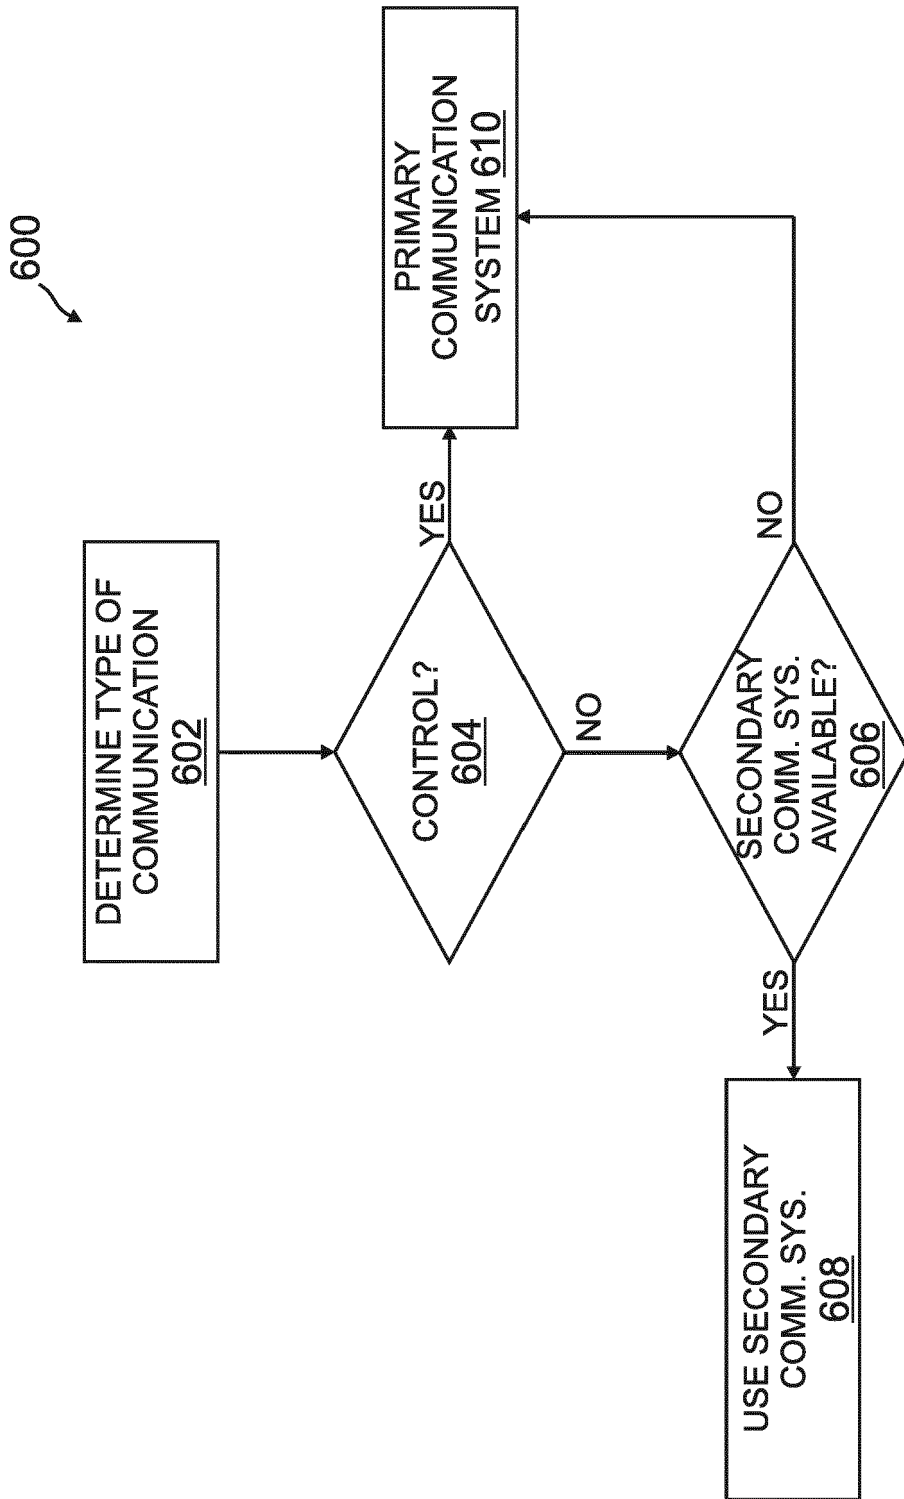 600
DETERMINE TYPE OF
COMMUNICATION
602
CONTROL?
604
YES
NO
PRIMARY
COMMUNICATION
SYSTEM 610
SECONDARY
COMM. SYS.
AVAILABLE?
606
YES
NO
USE SECONDARY
COMM. SYS.
608